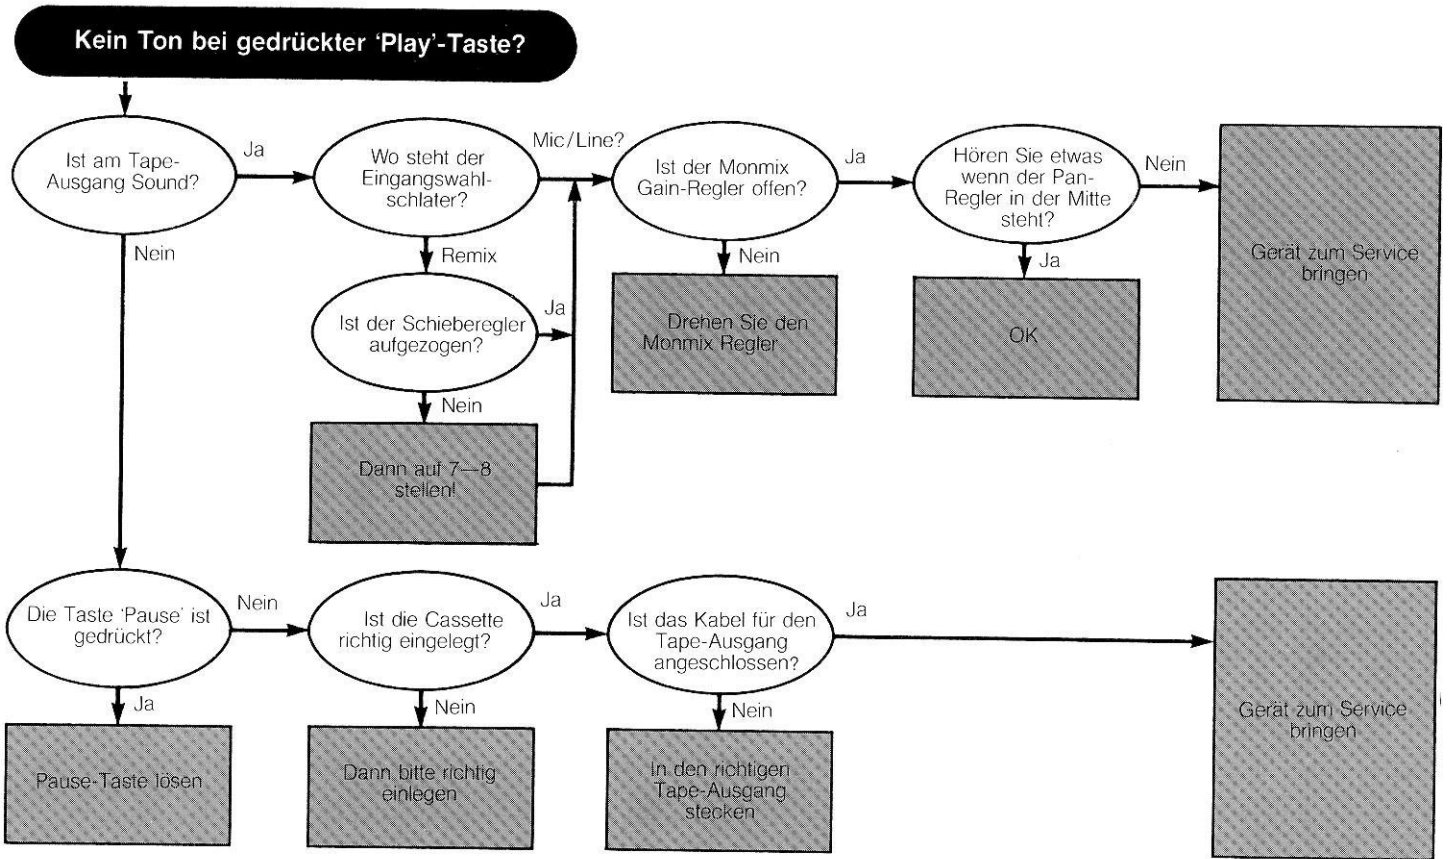 Kein Ton bei gedrückter 'Play'-Taste?
Ist am Tape-
Ausgang Sound?
Ja
Wo steht der
Eingangswahl-
schlater?
Mic/Line?
Ist der Monmix
Gain-Regler offen?
Ja
Hören Sie etwas
wenn der Pan-
Regler in der Mitte
steht?
Nein
Gerät zum Service
bringen
Nein
Remix
Nein
Ja
Ist der Schieberegler
aufgezogen?
Ja
Drehen Sie den
Monmix Regler
OK
Nein
Dann auf 7—8
stellen!
Die Taste 'Pause' ist
gedrückt?
Nein
Ist die Cassette
richtig eingelegt?
Ja
Ist das Kabel für den
Tape-Ausgang
angeschlossen?
Ja
Gerät zum Service
bringen
Ja
Nein
Nein
Pause-Taste lösen
Dann bitte richtig
einlegen
In den richtigen
Tape-Ausgang
stecken